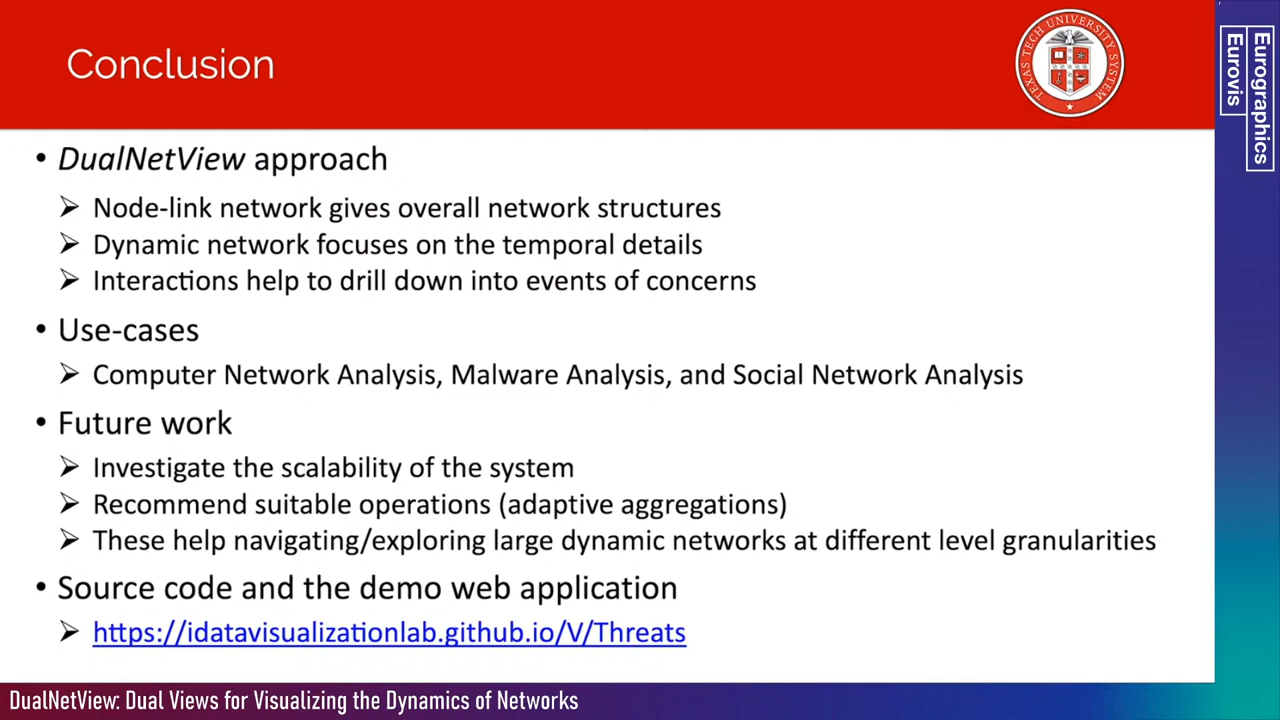 Conclusion
TEXAS TECH UNIVERSITY SYSTEM
Eurographics
Eurovis
• DualNetView approach
➢ Node-link network gives overall network structures
➢ Dynamic network focuses on the temporal details
➢ Interactions help to drill down into events of concerns
• Use-cases
➢ Computer Network Analysis, Malware Analysis, and Social Network Analysis
• Future work
➢ Investigate the scalability of the system
➢ Recommend suitable operations (adaptive aggregations)
➢ These help navigating/exploring large dynamic networks at different level granularities
• Source code and the demo web application
➢ https://idatavisualizationlab.github.io/V/Threats
DualNetView: Dual Views for Visualizing the Dynamics of Networks